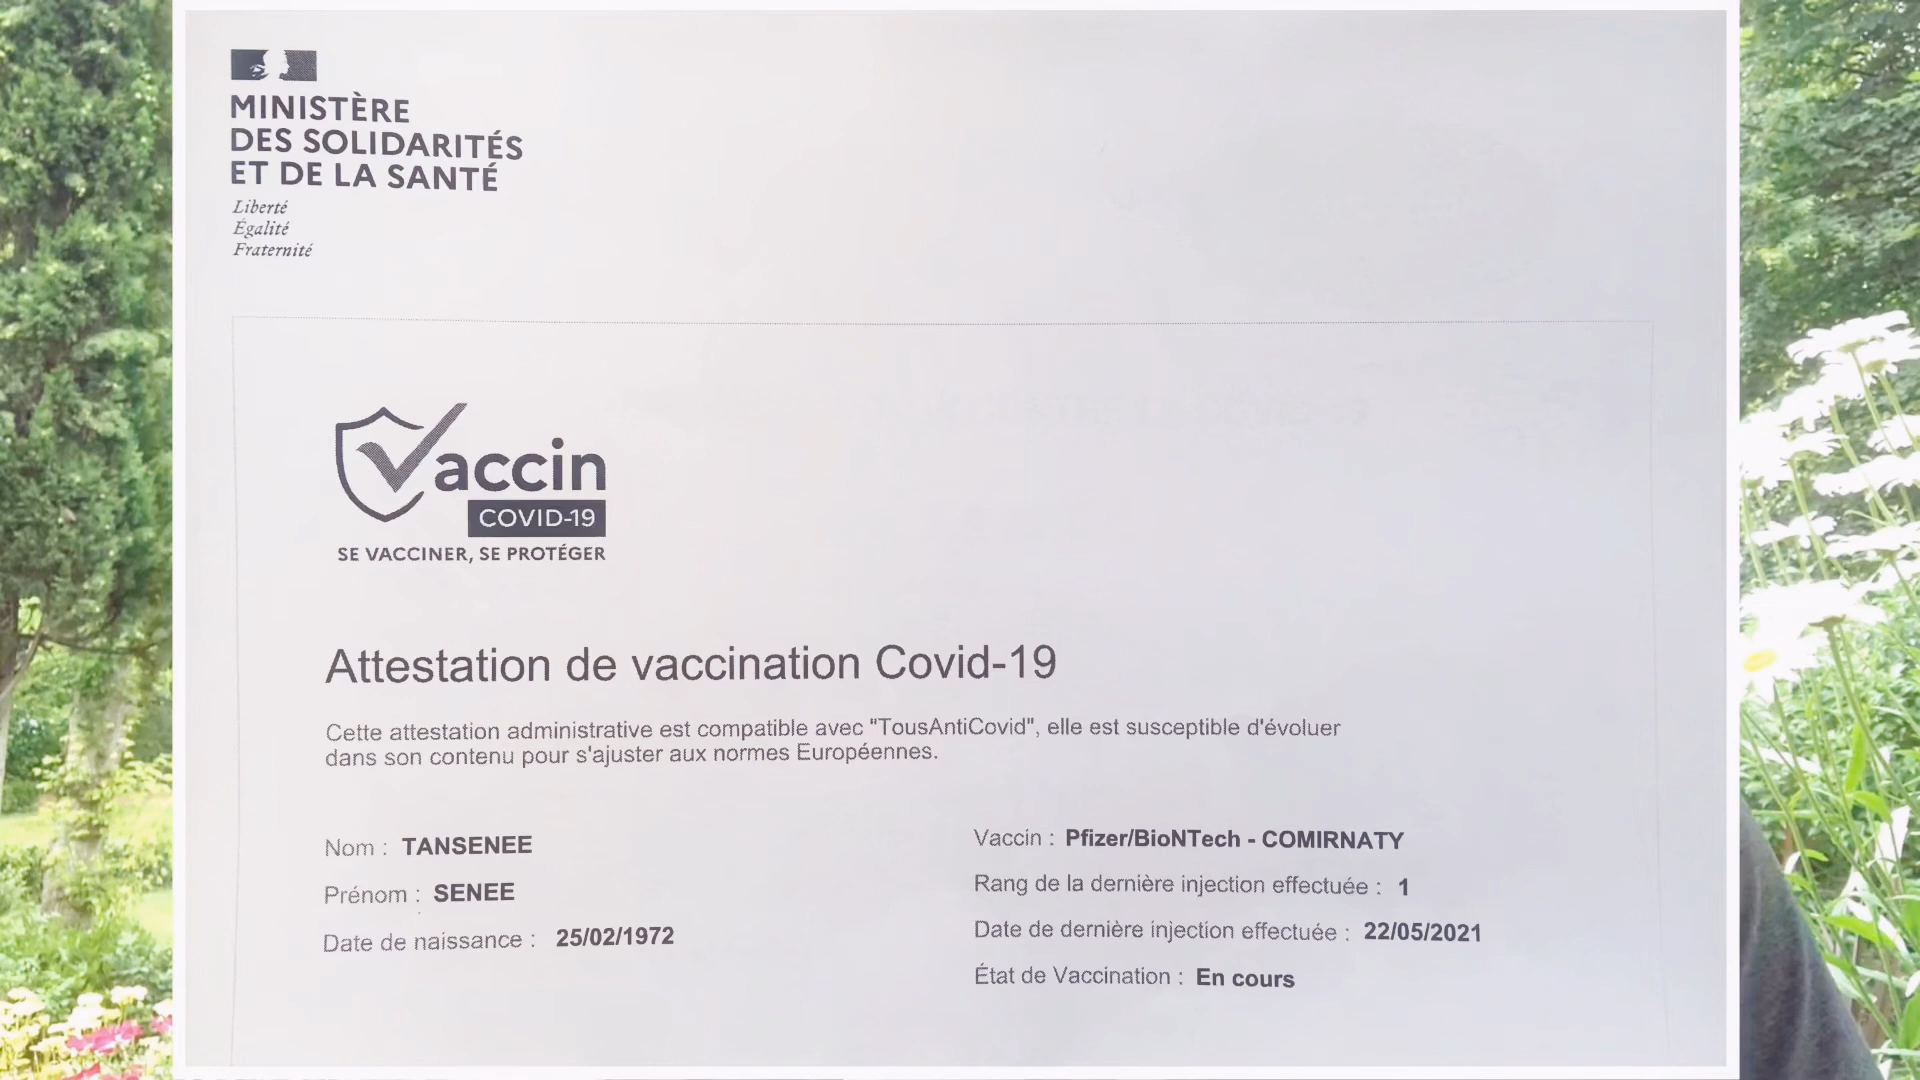 MINISTÈRE
DES SOLIDARITÉS
ET DE LA SANTÉ
Liberté
Égalité
Fraternité
Vaccin
COVID-19
SE VACCINER, SE PROTÉGER
Attestation de vaccination Covid-19
Cette attestation administrative est compatible avec "TousAntiCovid", elle est susceptible d'évoluer
dans son contenu pour s'ajuster aux normes Européennes.
Nom : TANSENEE
Prénom : SENEE
Date de naissance : 25/02/1972
Vaccin : Pfizer/BioNTech - COMIRNATY
Rang de la dernière injection effectuée : 1
Date de dernière injection effectuée : 22/05/2021
État de Vaccination : En cours